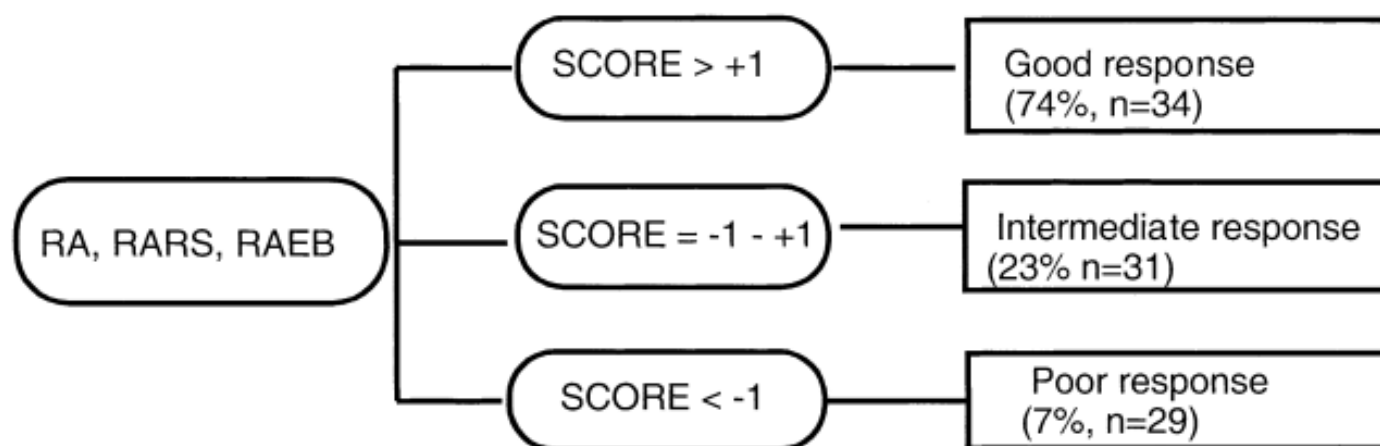 SCORE > +1
Good response
(74%, n=34)
RA, RARS, RAEB
SCORE = -1 - +1
Intermediate response
(23% n=31)
SCORE < -1
Poor response
(7%, n=29)